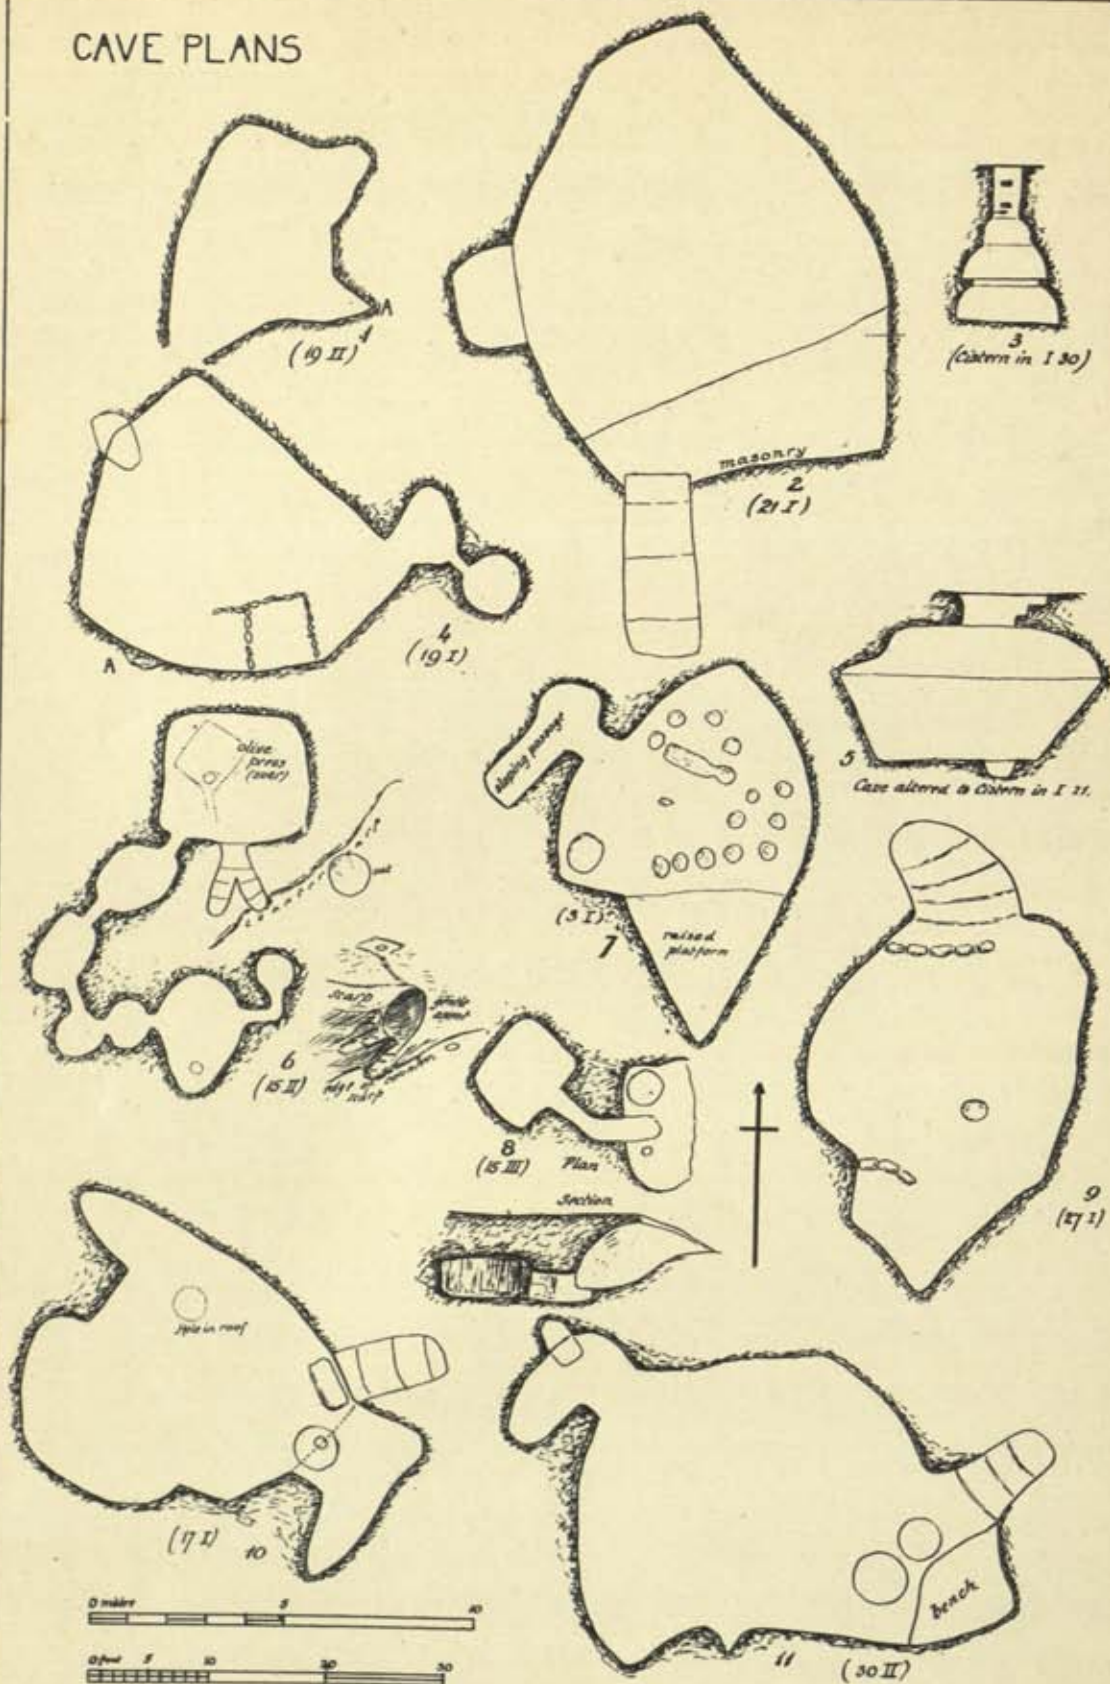 CAVE PLANS
A
1
(19 II)
masonry
2
(21 I)
3
(Cistern in I 30)
A
4
(19 I)
5
Cave altered to Cistern in I 21.
olive
press
(over)
6
(15 II)
scarp
scarp
sloping passage
(3 I)
7
raised
platform
8
(15 III)
Plan
Section
9
(27 I)
Hole in roof
(17 I)
10
bench
11
(30 II)
0 mètre 5 10
0 feet 5 10 20 30